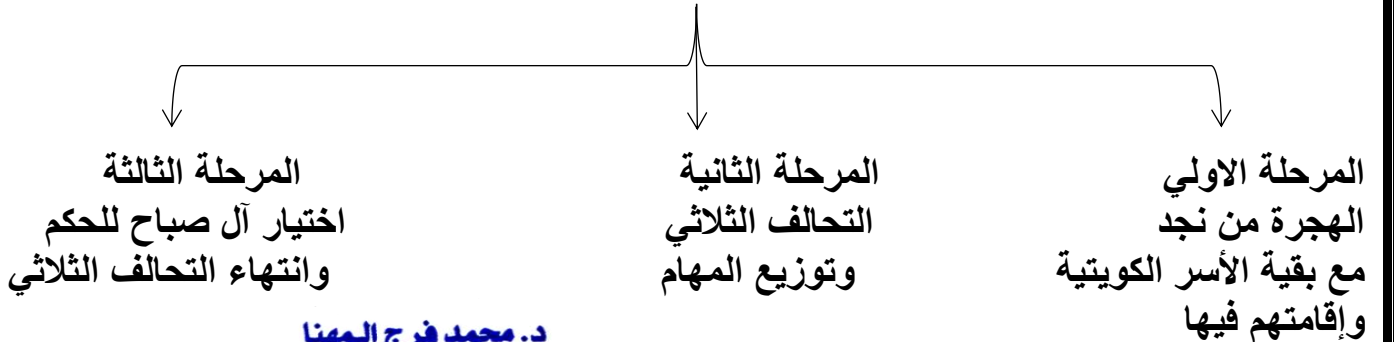 المرحلة الاولي
الهجرة من نجد
مع بقية الأسر الكويتية
وإقامتهم فيها
المرحلة الثانية
التحالف الثلاثي
وتوزيع المهام
المرحلة الثالثة
اختيار آل صباح للحكم
وانتهاء التحالف الثلاثي
د. محمد فرج المهنا